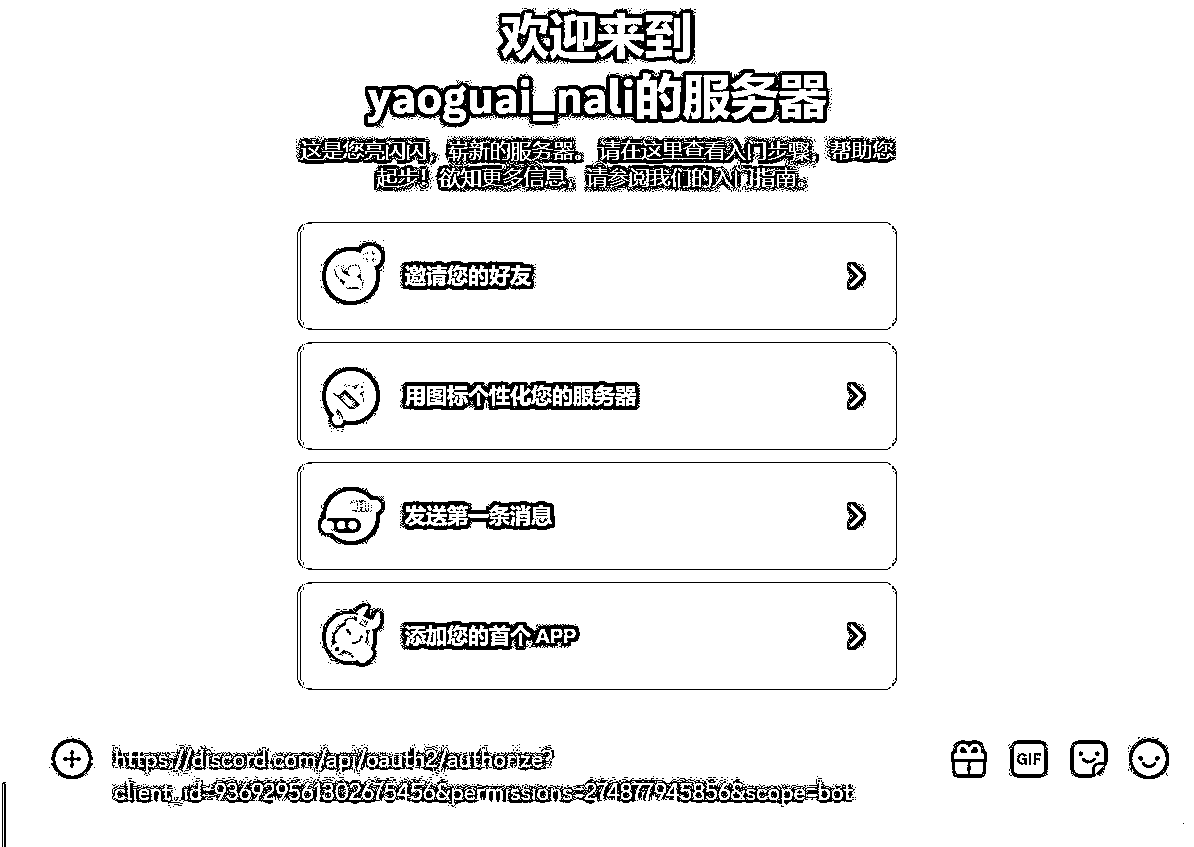 欢迎来到
yaoguai_nali的服务器
这是您亮闪闪，崭新的服务器。请在这里查看入门步骤，帮助您
起步！欲知更多信息，请参阅我们的入门指南。
邀请您的好友
用图标个性化您的服务器
发送第一条消息
添加您的首个 APP
https://discord.com/api/oauth2/authorize?
client_id=936929561302675456&permissions=274877945856&scope=bot
GIF